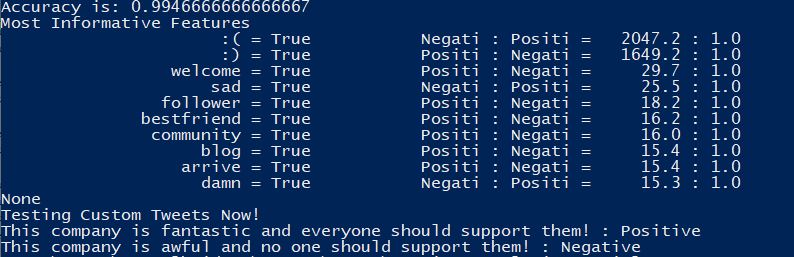 Accuracy is: 0.9946666666666667
Most Informative Features
:( = True Negati : Positi = 2047.2 : 1.0
:) = True Positi : Negati = 1649.2 : 1.0
welcome = True Positi : Negati = 29.7 : 1.0
sad = True Negati : Positi = 25.5 : 1.0
follower = True Positi : Negati = 18.2 : 1.0
bestfriend = True Positi : Negati = 16.2 : 1.0
community = True Positi : Negati = 16.0 : 1.0
blog = True Positi : Negati = 15.4 : 1.0
arrive = True Positi : Negati = 15.4 : 1.0
damn = True Negati : Positi = 15.3 : 1.0
None
Testing Custom Tweets Now!
This company is fantastic and everyone should support them! : Positive
This company is awful and no one should support them! : Negative